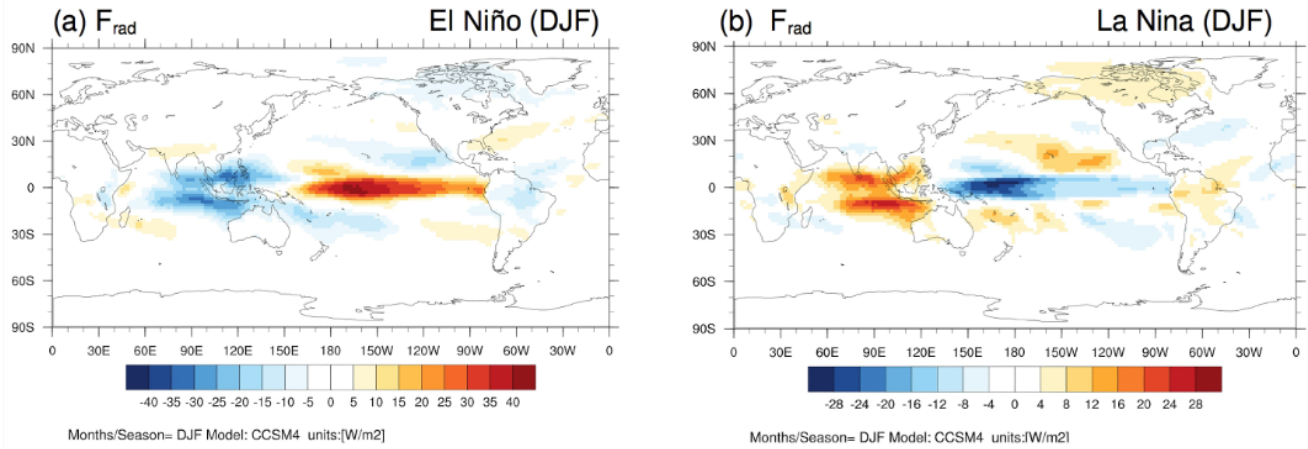 (a) F_rad El Niño (DJF)
90N
60N
30N
0
30S
60S
90S
0 30E 60E 90E 120E 150E 180 150W 120W 90W 60W 30W 0
-40 -35 -30 -25 -20 -15 -10 -5 0 5 10 15 20 25 30 35 40
Months/Season= DJF Model: CCSM4 units:[W/m2]
(b) F_rad La Nina (DJF)
90N
60N
30N
0
30S
60S
90S
0 30E 60E 90E 120E 150E 180 150W 120W 90W 60W 30W 0
-28 -24 -20 -16 -12 -8 -4 0 4 8 12 16 20 24 28
Months/Season= DJF Model: CCSM4 units:[W/m2]